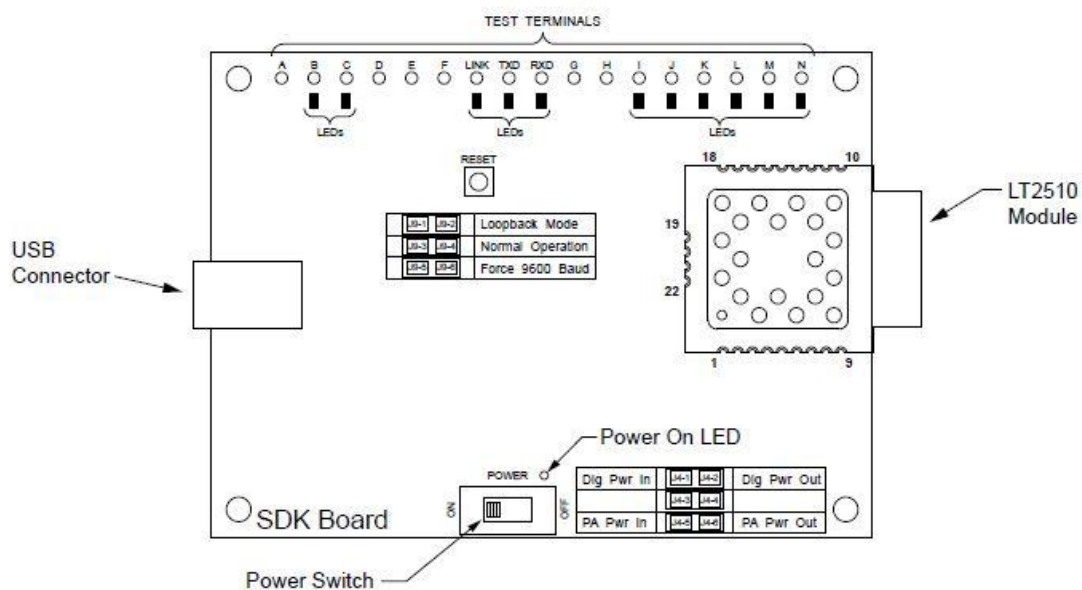 TEST TERMINALS
A B C D E F LINK TXD RXD G H I J K L M N
LEDs LEDs LEDs
RESET
18 10
LT2510
Module
19
J9-1 J9-2 Loopback Mode
J9-3 J9-4 Normal Operation
J9-5 J9-6 Force 9600 Baud
USB
Connector
22
1 9
Power On LED
POWER
Dig Pwr In J4-1 J4-2 Dig Pwr Out
J4-3 J4-4
PA Pwr In J4-5 J4-6 PA Pwr Out
ON OFF
SDK Board
Power Switch